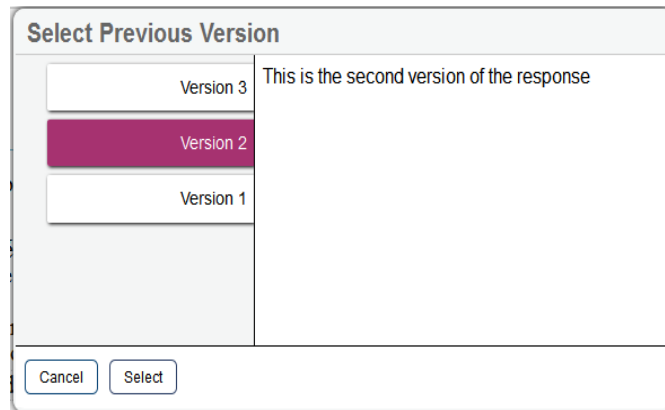 Select Previous Version
Version 3
Version 2
Version 1
This is the second version of the response
Cancel
Select